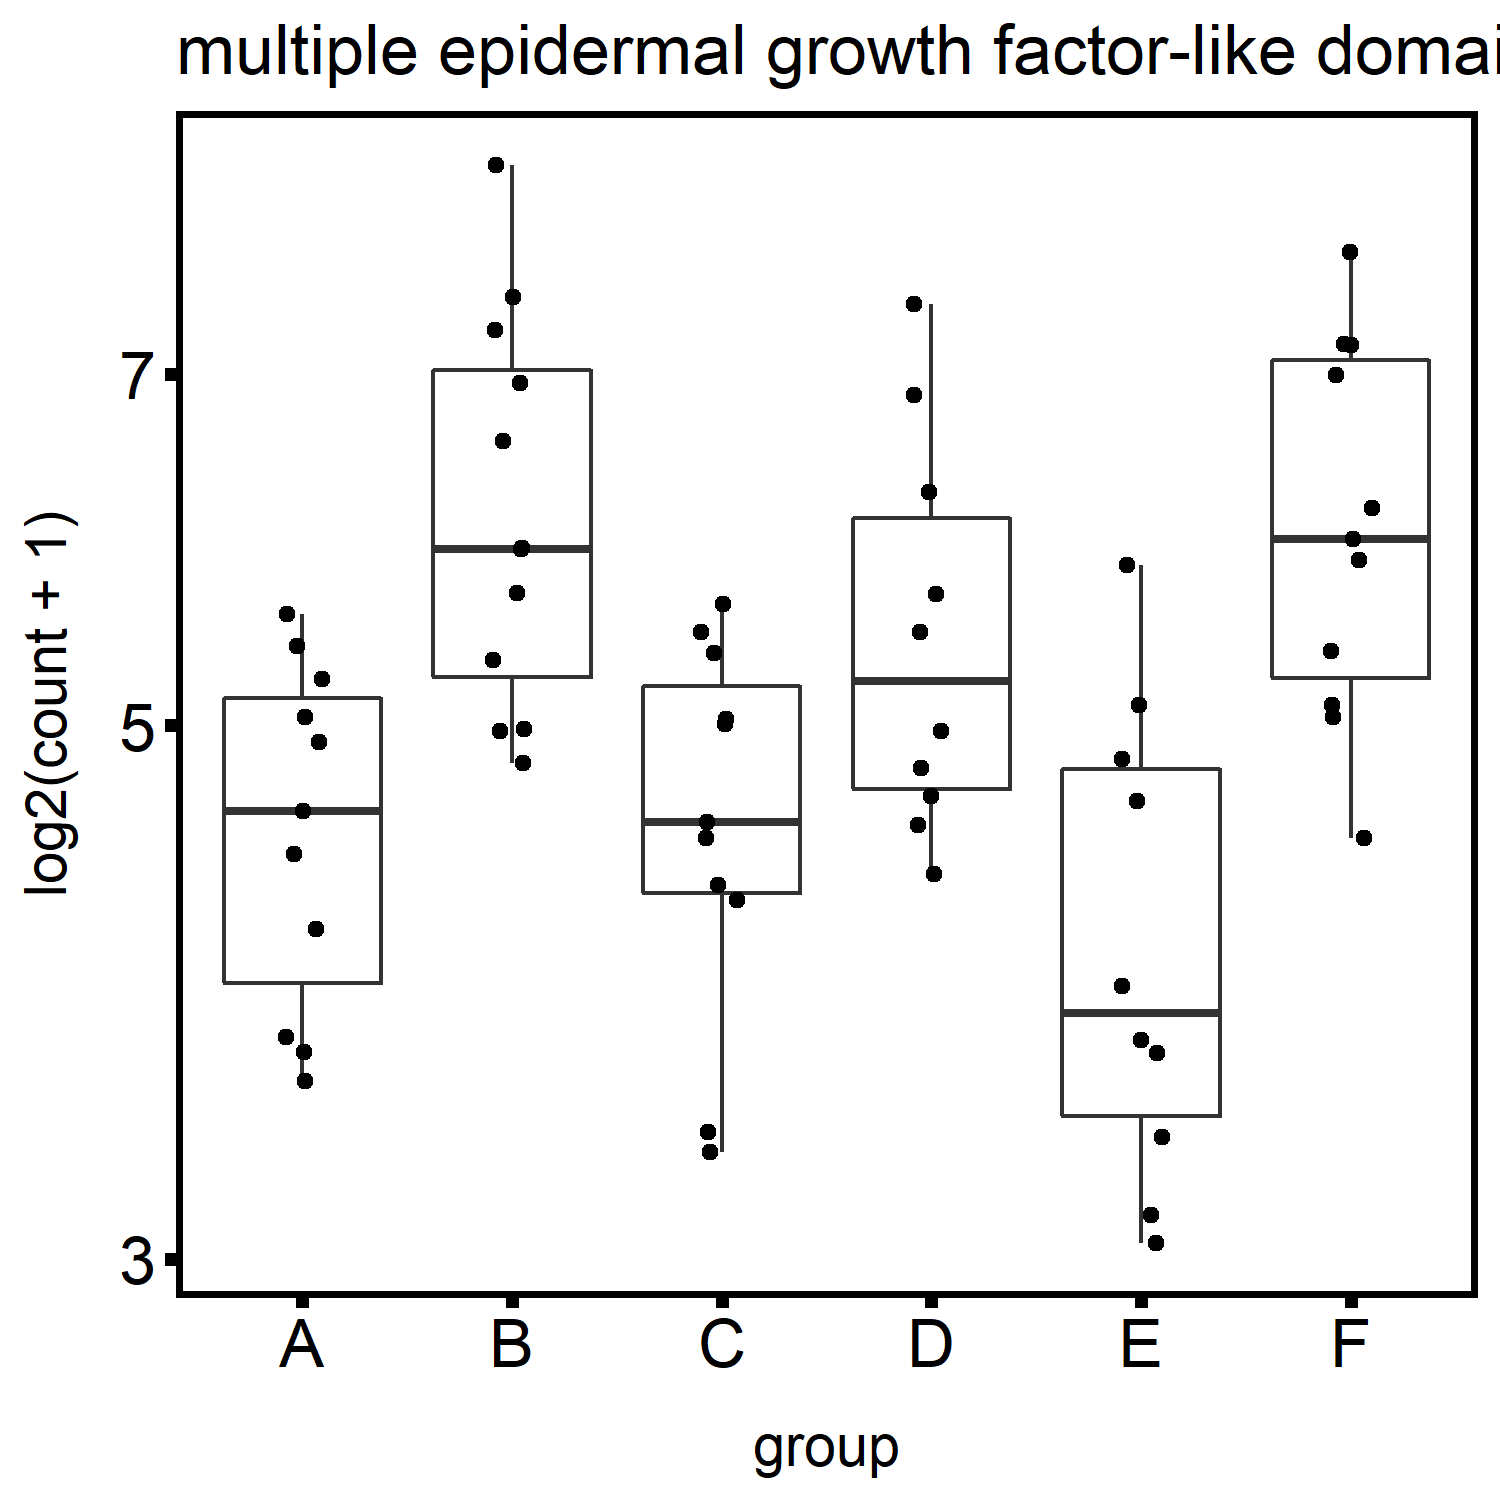 multiple epidermal growth factor-like domai
log2(count + 1)
7
5
3
A B C D E F
group